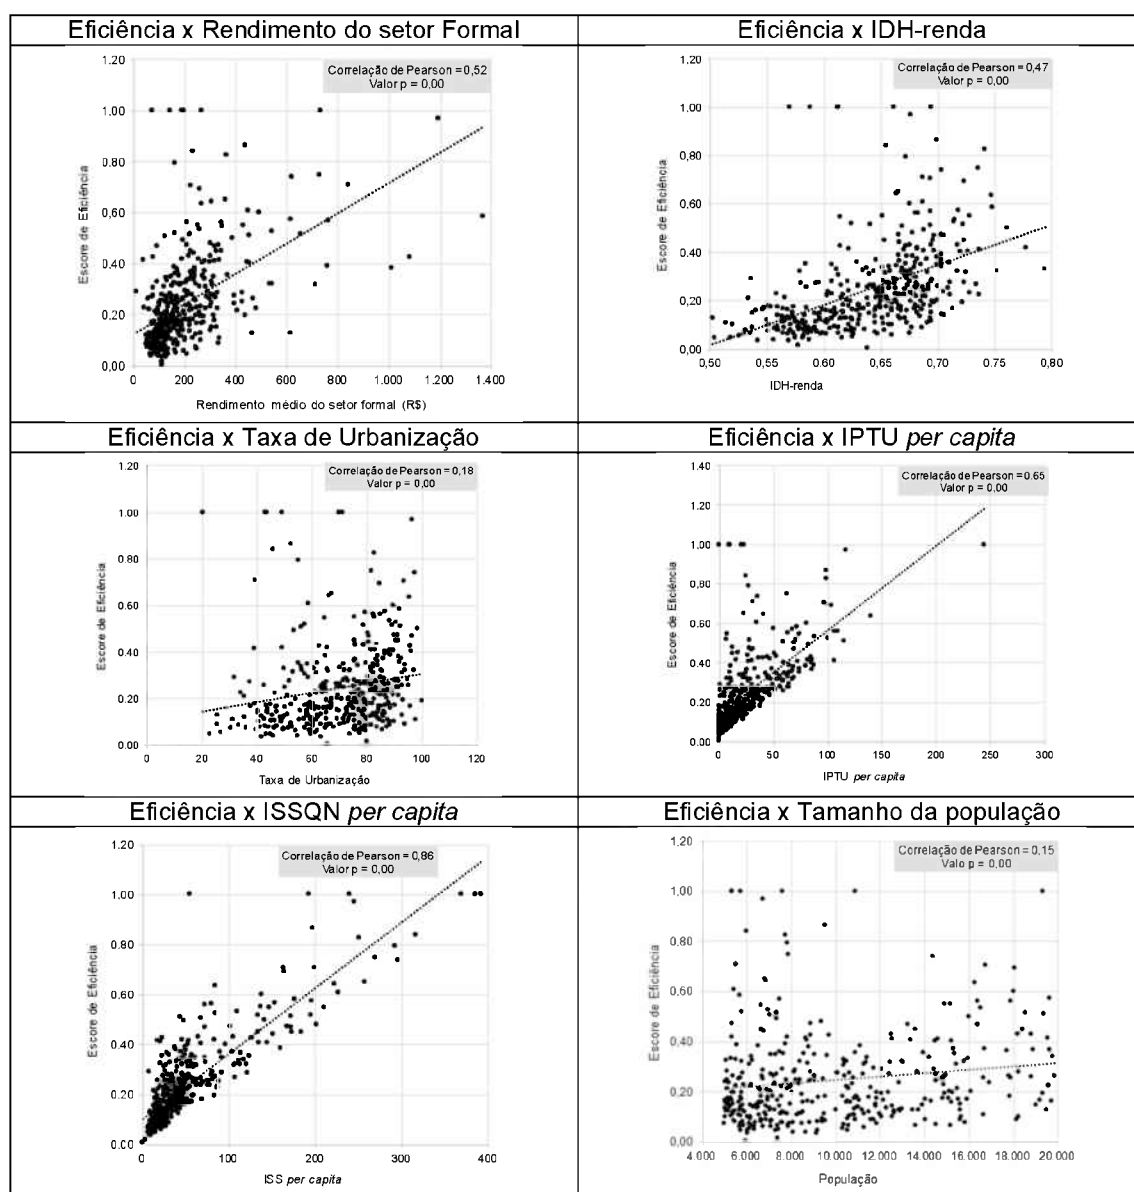 Eficiência x Rendimento do setor Formal
Correlação de Pearson = 0,52
Valor p = 0,00
1.20
1.00
0.80
0,60
0.40
0.20
0,00
Escore de Eficiência
0 200 400 600 800 1.000 1.200 1.400
Rendimento médio do setor formal (R$)
Eficiência x IDH-renda
Correlação de Pearson = 0,47
Valor p = 0,00
1,20
1,00
0,80
0,60
0,40
0,20
0,00
Escore de Eficiência
0,50 0,55 0,60 0,65 0,70 0,75 0,80
IDH-renda
Eficiência x Taxa de Urbanização
Correlação de Pearson = 0,18
Valor p = 0,00
1.20
1.00
0.80
0.60
0.40
0.20
0.00
Escore de Eficiência
0 20 40 60 80 100 120
Taxa de Urbanização
Eficiência x IPTU per capita
Correlação de Pearson = 0.65
Valor p = 0,00
1.40
1.20
1.00
0,80
0.60
0.40
0.20
0.00
Escore de Eficiência
0 50 100 150 200 250 300
IPTU per capita
Eficiência x ISSQN per capita
Correlação de Pearson = 0,86
Valor p = 0,00
1.20
1.00
0.80
0.60
0.40
0.20
0.00
Escore de Eficiência
0 100 200 300 400
ISS per capita
Eficiência x Tamanho da população
Correlação de Pearson = 0,15
Valo p = 0,00
1,20
1,00
0,80
0,60
0,40
0,20
0,00
Escore de Eficiência
4.000 6.000 8.000 10.000 12.000 14.000 16.000 18.000 20.000
População